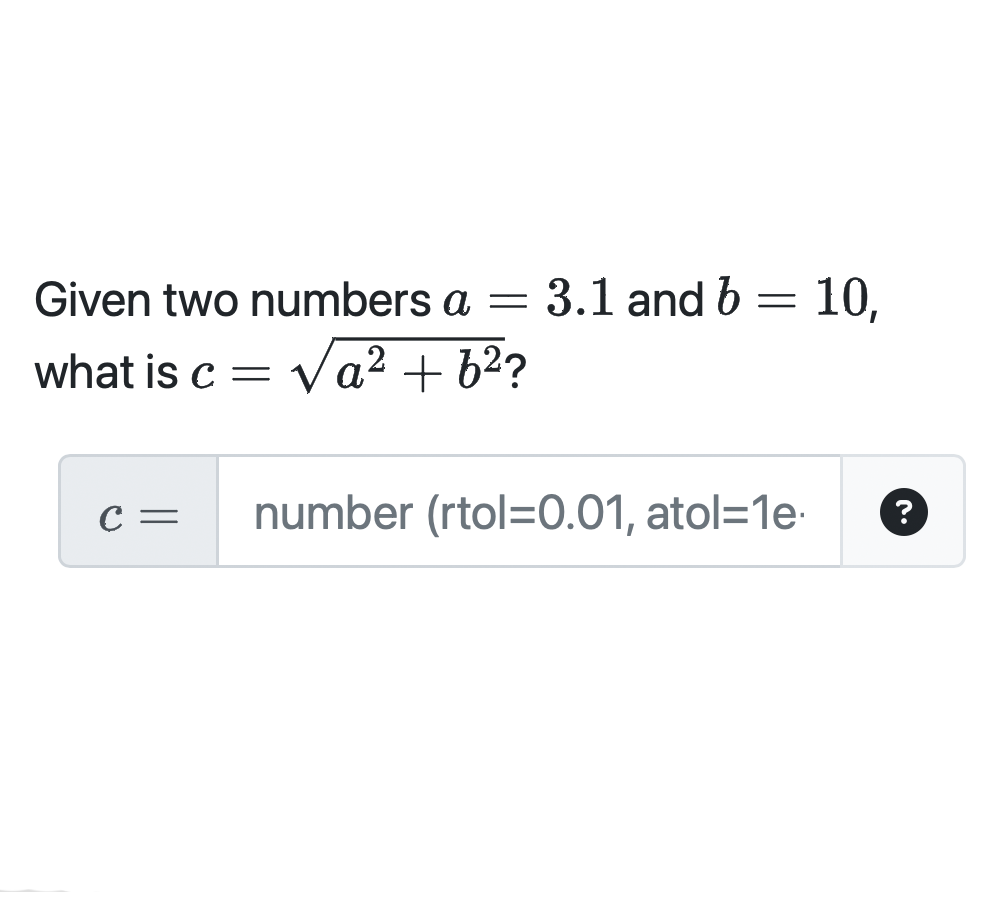 Given two numbers a = 3.1 and b = 10,
what is c = √(a² + b²)?
c = number (rtol=0.01, atol=1e- ?